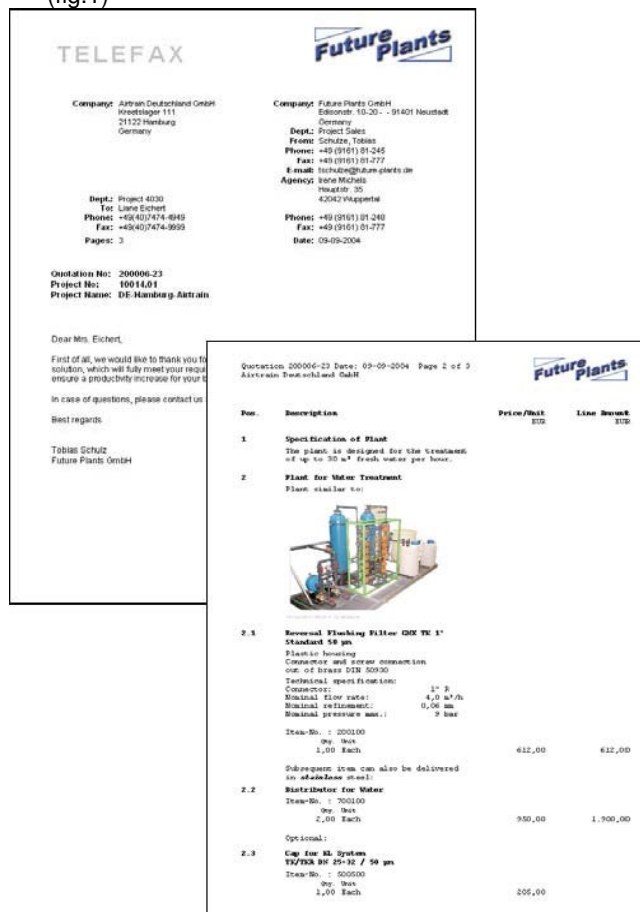 (fig.1)
TELEFAX
Future Plants
Company: Airtrain Deutschland GmbH
Kreetslager 111
21122 Hamburg
Germany
Dept.: Project 4030
To: Liane Eichert
Phone: +49(40)7474-4949
Fax: +49(40)7474-9999
Pages: 3
Company: Future Plants GmbH
Edisonstr. 10-20 - - 91401 Neustadt
Germany
Dept.: Project Sales
From: Schulze, Tobias
Phone: +49 (9161) 81-245
Fax: +49 (9161) 81-777
E-mail: tschulze@future-plants.de
Agency: Irene Michels
Hauptstr. 35
42042 Wuppertal
Phone: +49 (9161) 81-240
Fax: +49 (9161) 81-777
Date: 09-09-2004
Quotation No: 200006-23
Project No: 10014.01
Project Name: DE-Hamburg-Airtrain
Dear Mrs. Eichert,
First of all, we would like to thank you fo
solution, which will fully meet your requi
ensure a productivity increase for your b
In case of questions, please contact us
Best regards
Tobias Schulz
Future Plants GmbH
Quotation 200006-23 Date: 09-09-2004 Page 2 of 3
Airtrain Deutschland GmbH
Future Plants
Pos. Description Price/Unit Line Amount
EUR EUR
1 Specification of Plant
The plant is designed for the treatment
of up to 30 m³ fresh water per hour.
2 Plant for Water Treatment
Plant similar to:
2.1 Reversal Flushing Filter GNX TK 1"
Standard 50 µm
Plastic housing
Connector and screw connection
out of brass DIN 50930
Technical specification:
Connector: 1" R
Nominal flow rate: 4,0 m³/h
Nominal refinement: 0,06 mm
Nominal pressure max.: 9 bar
Item-No. : 200100
Qty. Unit
1,00 Each 612,00 612,00
Subsequent item can also be delivered
in stainless steel:
2.2 Distributor for Water
Item-No. : 700100
Qty. Unit
2,00 Each 950,00 1.900,00
Optional:
2.3 Cap for KL System
TK/TKA DN 25-32 / 50 µm
Item-No. : 500500
Qty. Unit
1,00 Each 205,00